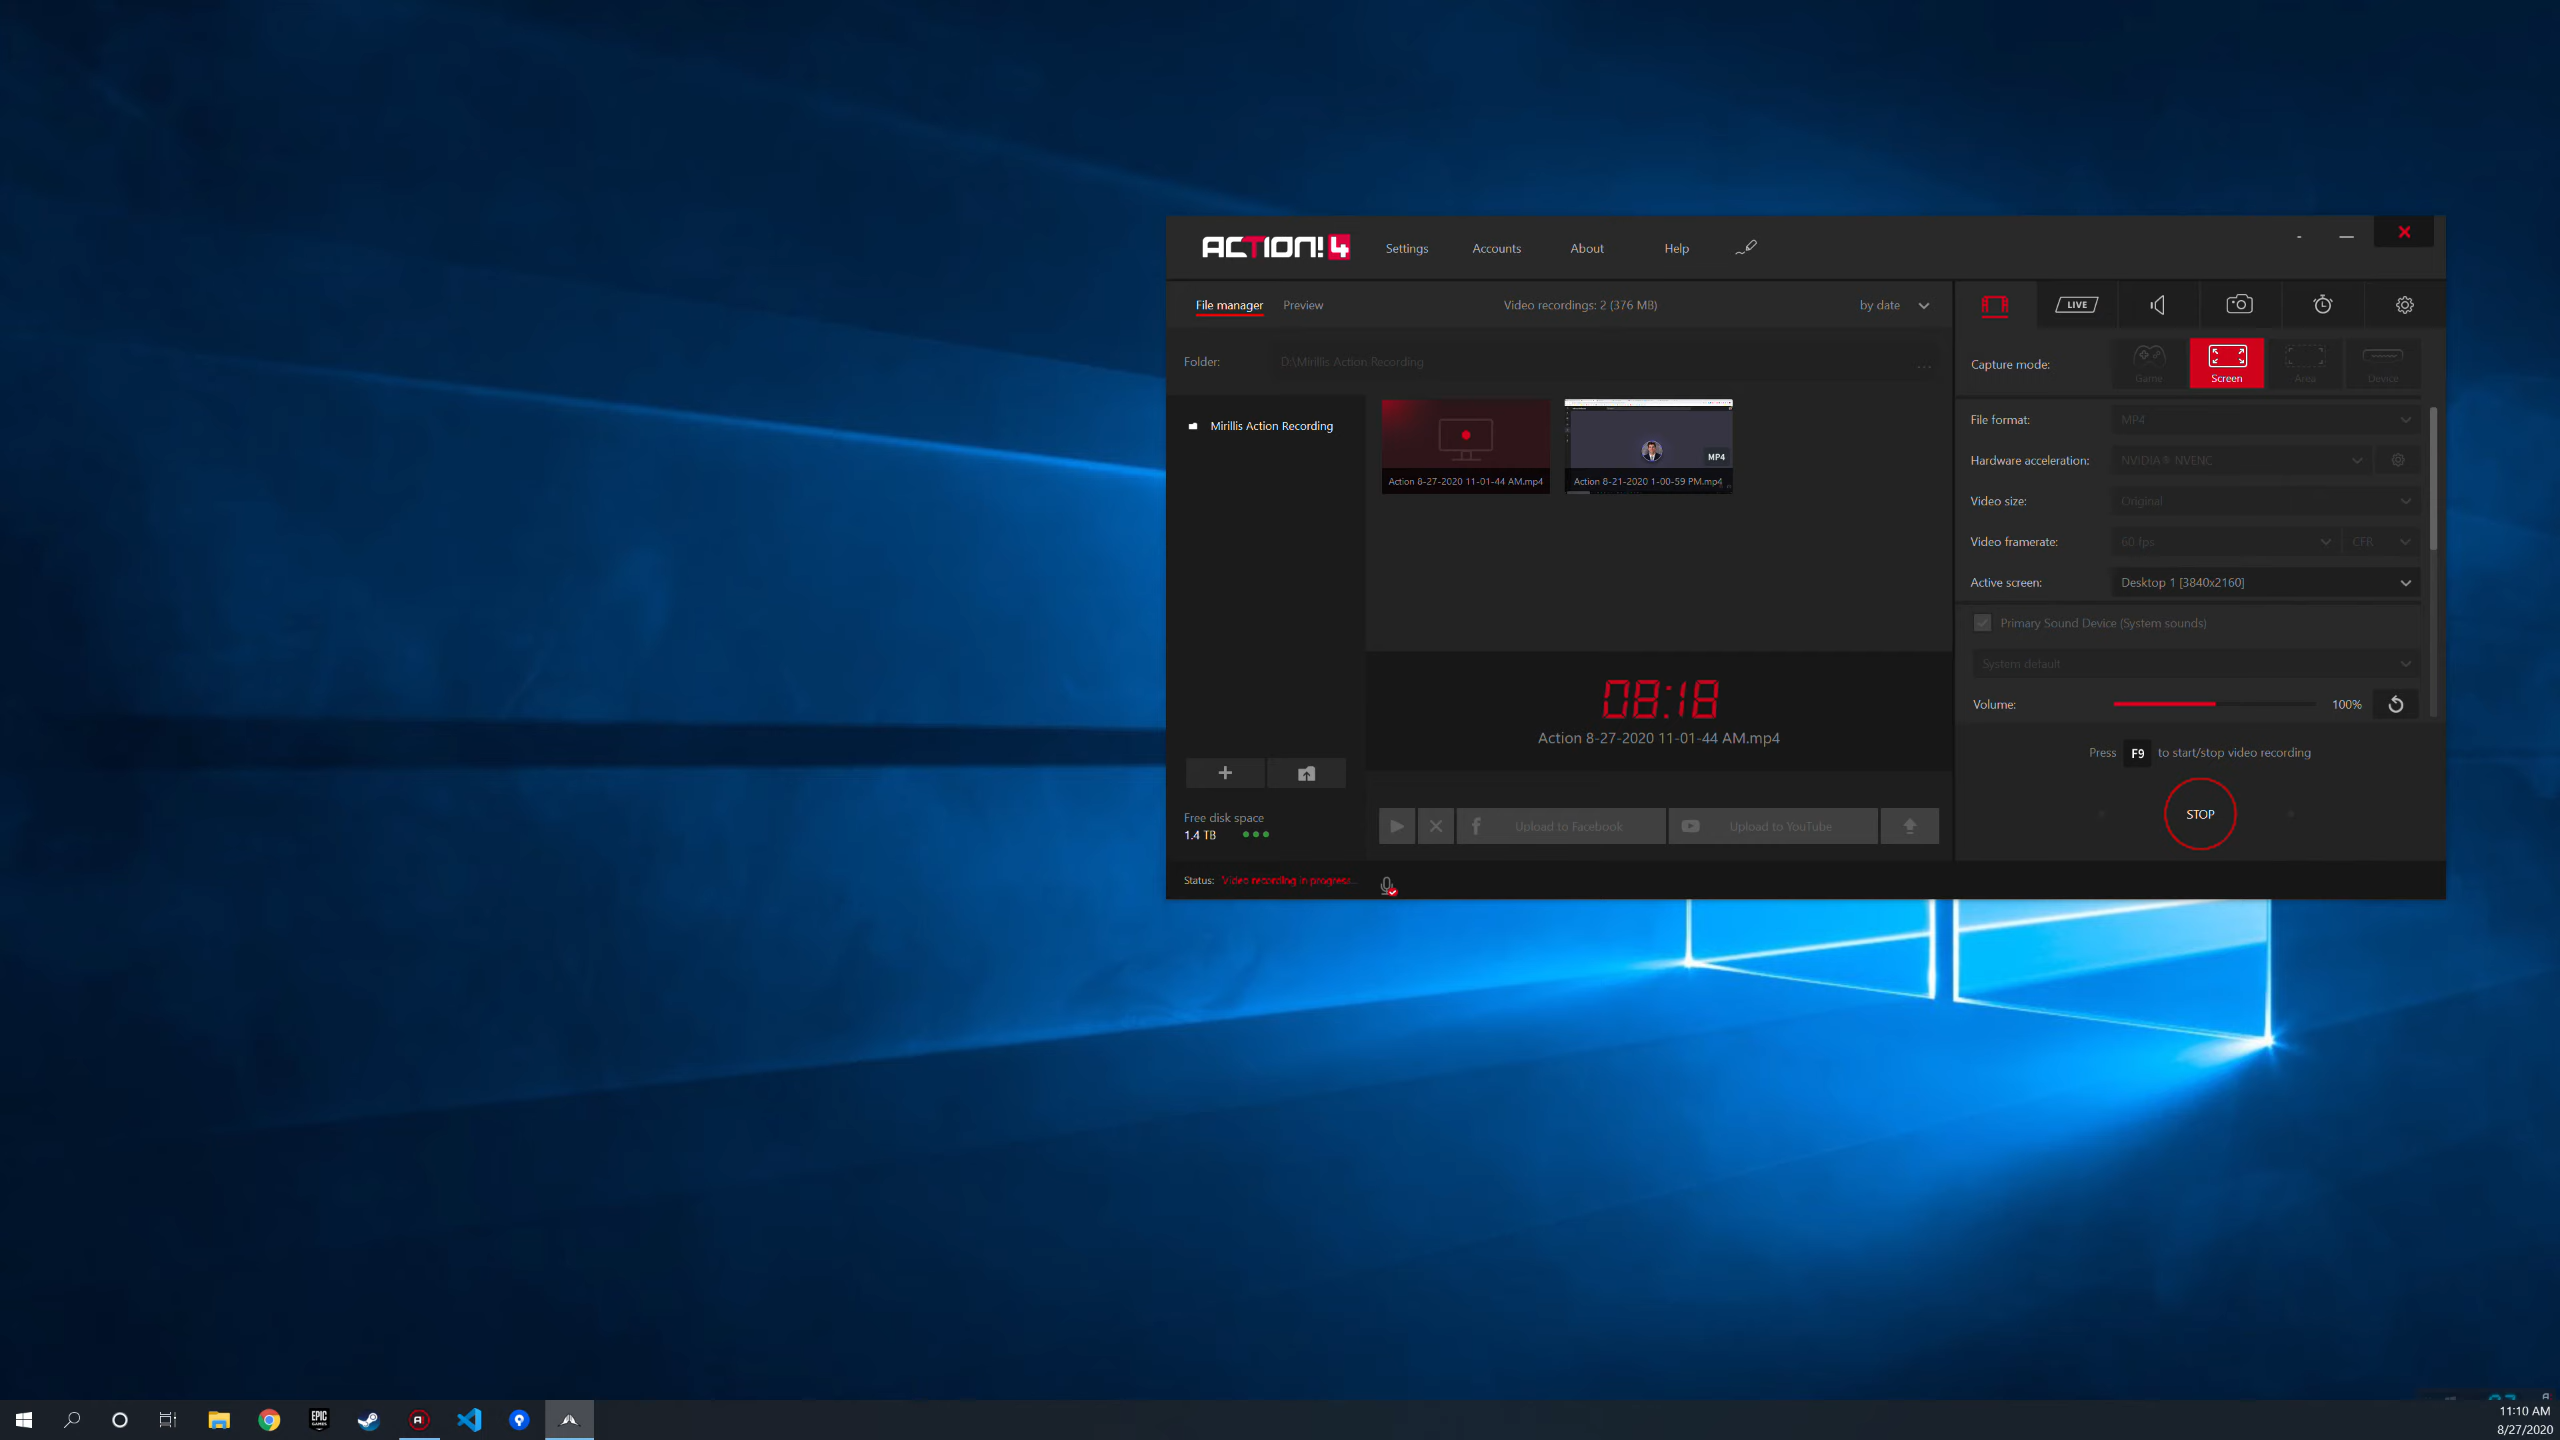 ACTION! 4 Settings Accounts About Help
File manager Preview Video recordings: 2 (376 MB) by date
LIVE
Folder: D:\Mirillis Action Recording ...
Capture mode: Game Screen Area Device
Mirillis Action Recording
MP4
Action 8-27-2020 11-01-44 AM.mp4
Action 8-21-2020 1-00-59 PM.mp4
File format: MP4
Hardware acceleration: NVIDIA® NVENC
Video size: Original
Video framerate: 60 fps CFR
Active screen: Desktop 1 [3840x2160]
Primary Sound Device (System sounds)
System default
Volume: 100%
08:18
Action 8-27-2020 11-01-44 AM.mp4
Press F9 to start/stop video recording
STOP
Free disk space
1.4 TB
Upload to Facebook Upload to YouTube
Status: Video recording in progress...
EPIC
GAMES
11:10 AM
8/27/2020